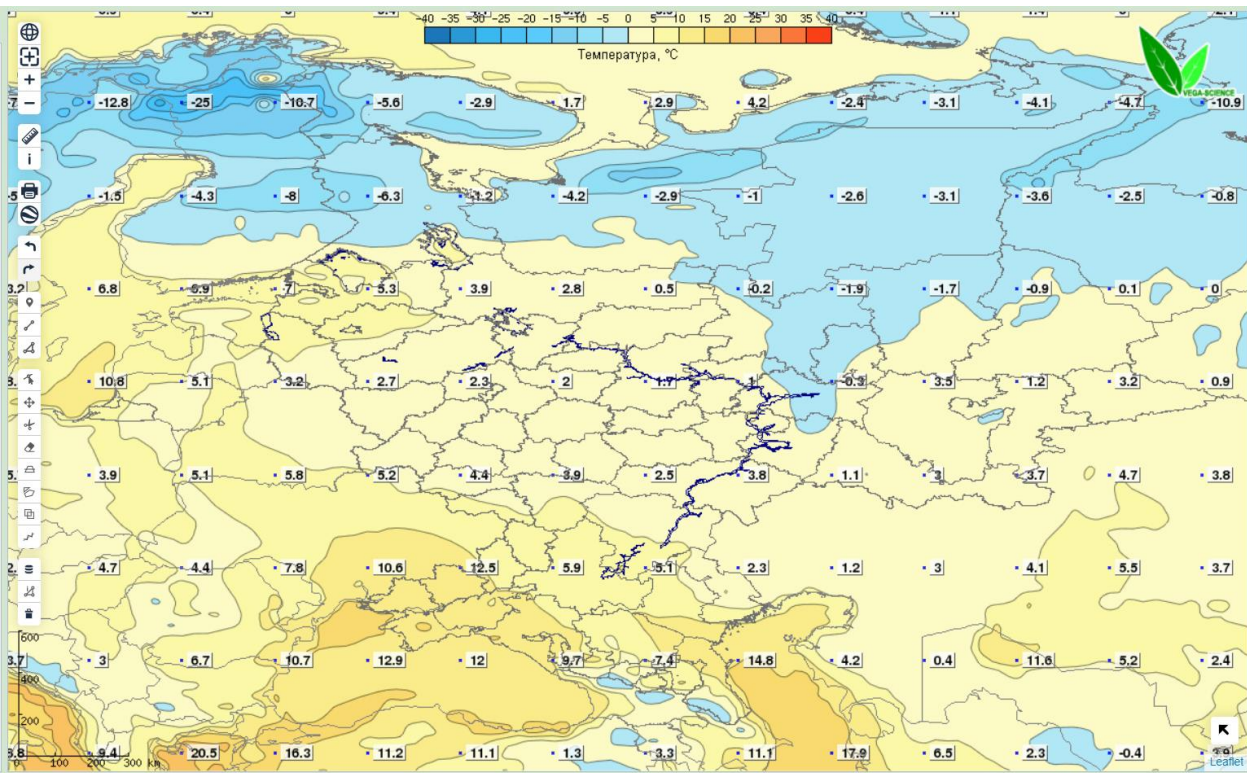 -40 -35 -30 -25 -20 -15 -10 -5 0 5 10 15 20 25 30 35 40
Температура, °C
VEGA-SCIENCE
-12.8 -25 -10.7 -5.6 -2.9 1.7 2.9 4.2 -2.4 -3.1 -4.1 -4.7 -10.9
-1.5 -4.3 -8 -6.3 -1.2 -4.2 -2.9 -1 -2.6 -3.1 -3.6 -2.5 -0.8
6.8 6.9 7 5.3 3.9 2.8 0.5 -0.2 -1.9 -1.7 -0.9 0.1 0
10.8 5.1 3.2 2.7 2.3 2 1.7 1 -0.3 3.5 1.2 3.2 0.9
3.9 5.1 5.8 5.2 4.4 3.9 2.5 3.8 1.1 3 3.7 4.7 3.8
4.7 4.4 7.8 10.6 12.5 5.9 5.1 2.3 1.2 3 4.1 5.5 3.7
600
3 6.7 10.7 12.9 12 9.7 7.4 14.8 4.2 0.4 11.6 5.2 2.4
400
200
9.4 20.5 16.3 11.2 11.1 1.3 3.3 11.1 17.9 6.5 2.3 -0.4
0 100 200 300 km
Leaflet